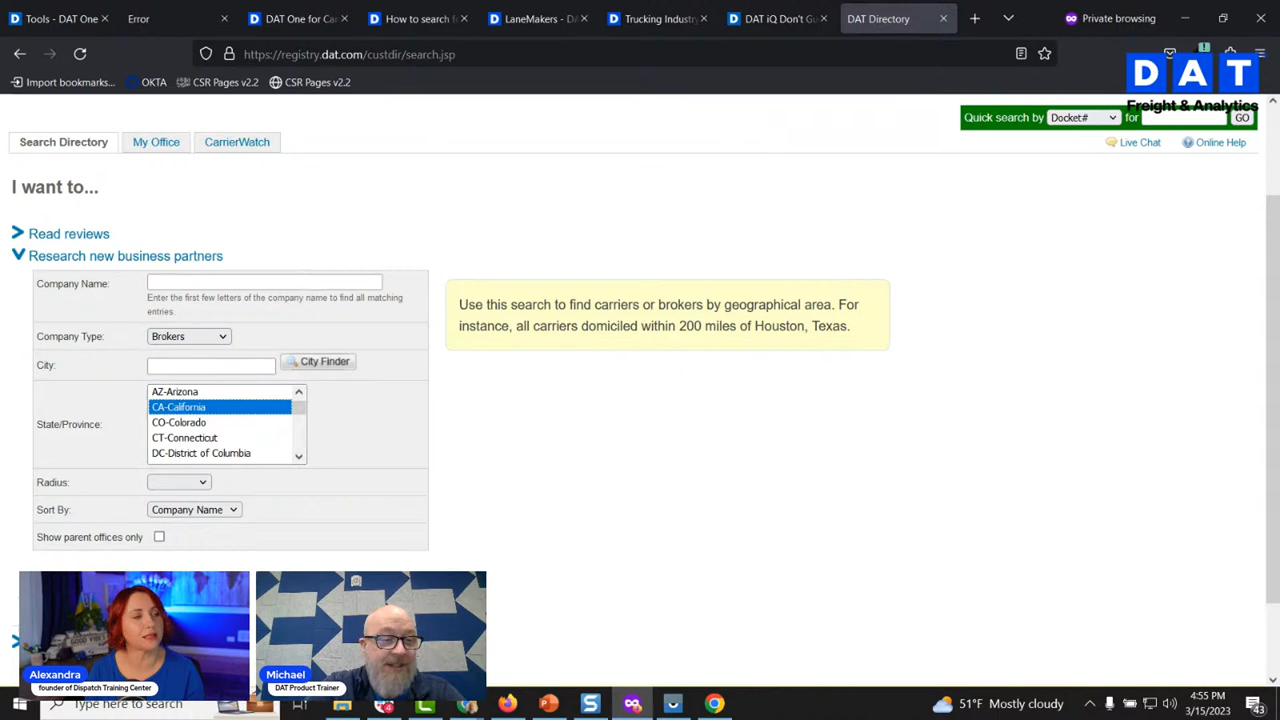 Tools - DAT One
Error
DAT One for Car
How to search fo
LaneMakers - DA
Trucking Industry
DAT iQ Don't Gu
DAT Directory
Private browsing
https://registry.dat.com/custdir/search.jsp
Import bookmarks...
OKTA
CSR Pages v2.2
CSR Pages v2.2
DAT
Freight & Analytics
Quick search by Docket# for GO
Search Directory
My Office
CarrierWatch
Live Chat
Online Help
I want to...
Read reviews
Research new business partners
Company Name:
Enter the first few letters of the company name to find all matching
entries.
Use this search to find carriers or brokers by geographical area. For
instance, all carriers domiciled within 200 miles of Houston, Texas.
Company Type: Brokers
City: City Finder
State/Province:
AZ-Arizona
CA-California
CO-Colorado
CT-Connecticut
DC-District of Columbia
Radius:
Sort By: Company Name
Show parent offices only
GOOD VIBES
Alexandra
founder of Dispatch Training Center
Michael
DAT Product Trainer
Type here to search
51°F Mostly cloudy
4:55 PM
3/15/2023
43